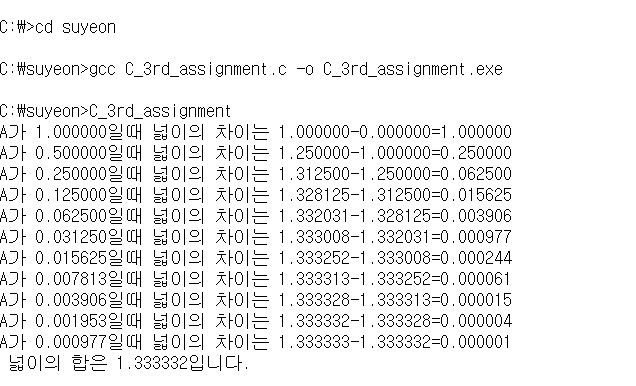 C:\>cd suyeon
C:\suyeon>gcc C_3rd_assignment.c -o C_3rd_assignment.exe
C:\suyeon>C_3rd_assignment
A가 1.000000일때 넓이의 차이는 1.000000-0.000000=1.000000
A가 0.500000일때 넓이의 차이는 1.250000-1.000000=0.250000
A가 0.250000일때 넓이의 차이는 1.312500-1.250000=0.062500
A가 0.125000일때 넓이의 차이는 1.328125-1.312500=0.015625
A가 0.062500일때 넓이의 차이는 1.332031-1.328125=0.003906
A가 0.031250일때 넓이의 차이는 1.333008-1.332031=0.000977
A가 0.015625일때 넓이의 차이는 1.333252-1.333008=0.000244
A가 0.007813일때 넓이의 차이는 1.333313-1.333252=0.000061
A가 0.003906일때 넓이의 차이는 1.333328-1.333313=0.000015
A가 0.001953일때 넓이의 차이는 1.333332-1.333328=0.000004
A가 0.000977일때 넓이의 차이는 1.333333-1.333332=0.000001
넓이의 합은 1.333332입니다.